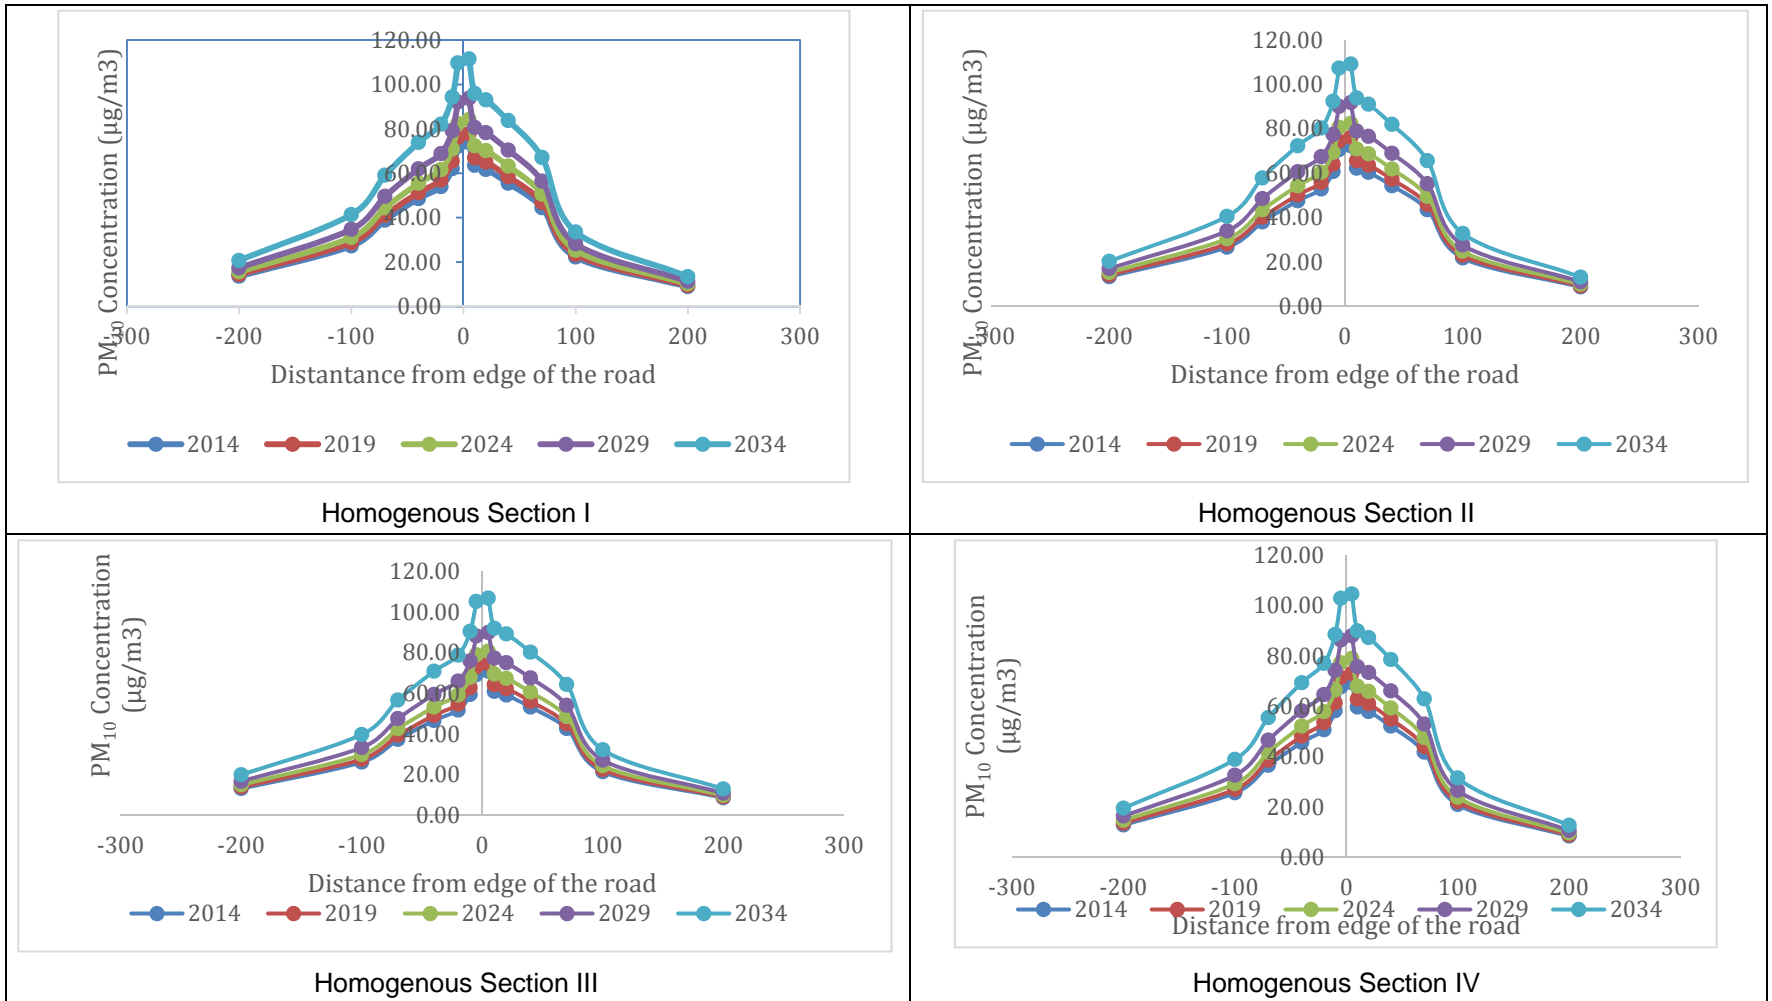 PM10 Concentration (µg/m3)
120.00
100.00
80.00
60.00
40.00
20.00
0.00
-300 -200 -100 0 100 200 300
Distantance from edge of the road
2014 2019 2024 2029 2034
Homogenous Section I
PM10 Concentration (µg/m3)
120.00
100.00
80.00
60.00
40.00
20.00
0.00
-300 -200 -100 0 100 200 300
Distance from edge of the road
2014 2019 2024 2029 2034
Homogenous Section II
PM10 Concentration
(µg/m3)
120.00
100.00
80.00
60.00
40.00
20.00
0.00
-300 -200 -100 0 100 200 300
Distance from edge of the road
2014 2019 2024 2029 2034
Homogenous Section III
PM10 Concentration
(µg/m3)
120.00
100.00
80.00
60.00
40.00
20.00
0.00
-300 -200 -100 0 100 200 300
2014 2019 2024 2029 2034
Distance from edge of the road
Homogenous Section IV